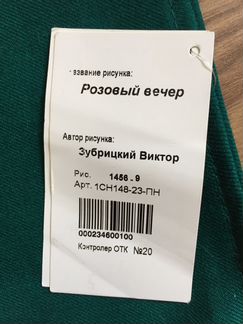 звание рисунка:
Розовый вечер
Автор рисунка:
Зубрицкий Виктор
Рис. 1456 - 9
Арт. 1СН148-23-ПН
000234600100
Контролер ОТК №20